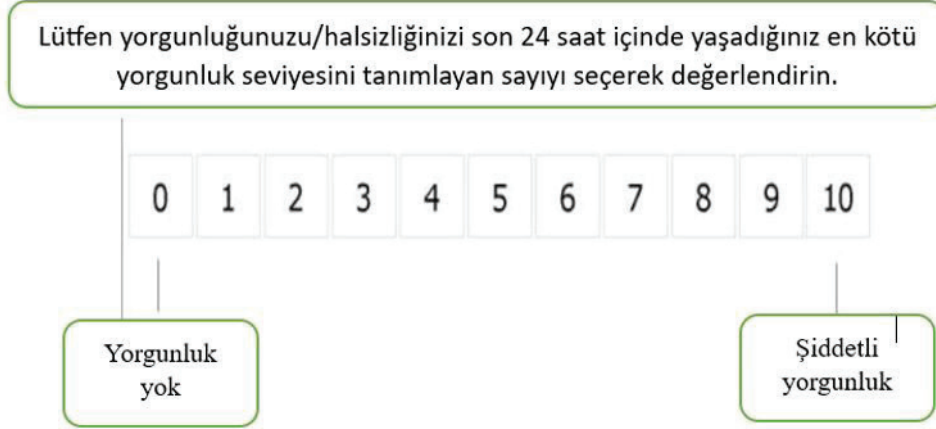 Lütfen yorgunluğunuzu/halsizliğinizi son 24 saat içinde yaşadığınız en kötü
yorgunluk seviyesini tanımlayan sayıyı seçerek değerlendirin.
0 1 2 3 4 5 6 7 8 9 10
Yorgunluk
yok
Şiddetli
yorgunluk